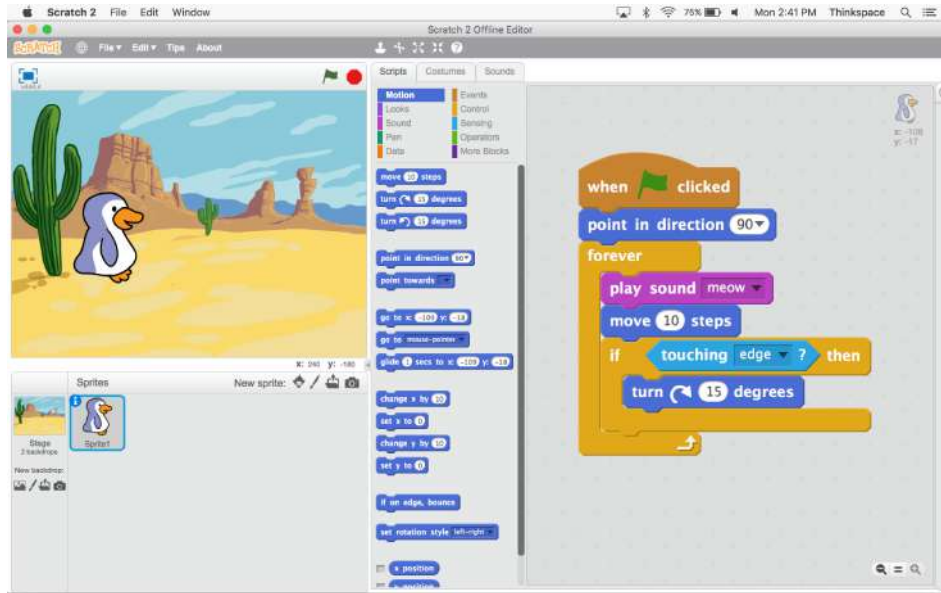 Scratch 2 File Edit Window 75% Mon 2:41 PM Thinkspace
Scratch 2 Offline Editor
SCRATCH File Edit Tips About
Scripts Costumes Sounds
Motion Events
Looks Control
Sound Sensing
Pen Operators
Data More Blocks
move 10 steps
turn 15 degrees
turn 15 degrees
point in direction 90
point towards
go to x: -109 y: -18
go to mouse-pointer
glide 1 secs to x: -109 y: -18
change x by 10
set x to 0
change y by 10
set y to 0
if on edge, bounce
set rotation style left-right
x position
y position
x: -108
y: -17
when clicked
point in direction 90
forever
play sound meow
move 10 steps
if touching edge ? then
turn 15 degrees
x: 240 y: -180
Sprites New sprite:
Stage
2 backdrops
New backdrop:
Sprite1